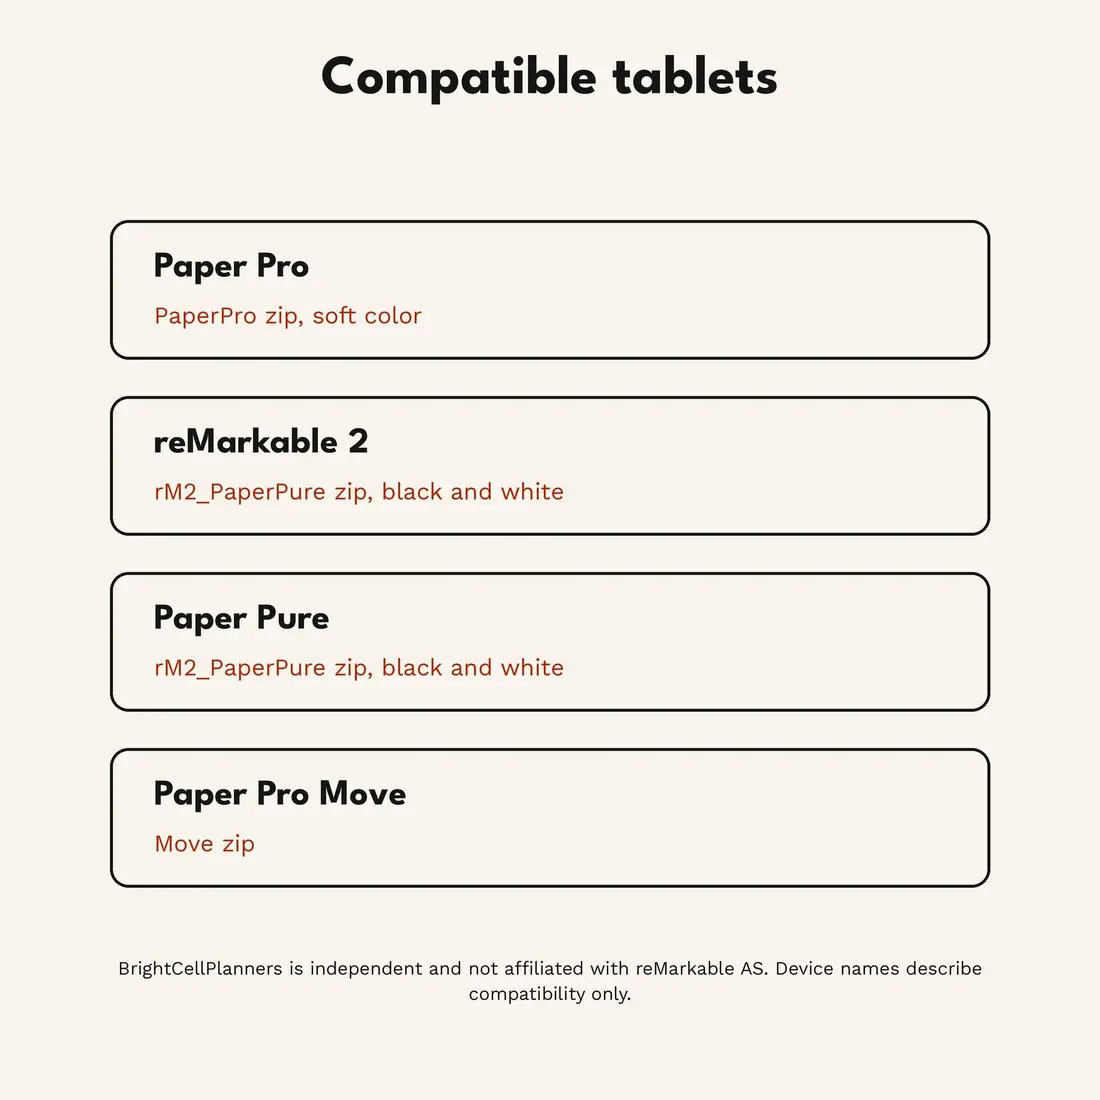 Compatible tablets
Paper Pro
PaperPro zip, soft color
reMarkable 2
rM2_PaperPure zip, black and white
Paper Pure
rM2_PaperPure zip, black and white
Paper Pro Move
Move zip
BrightCellPlanners is independent and not affiliated with reMarkable AS. Device names describe
compatibility only.